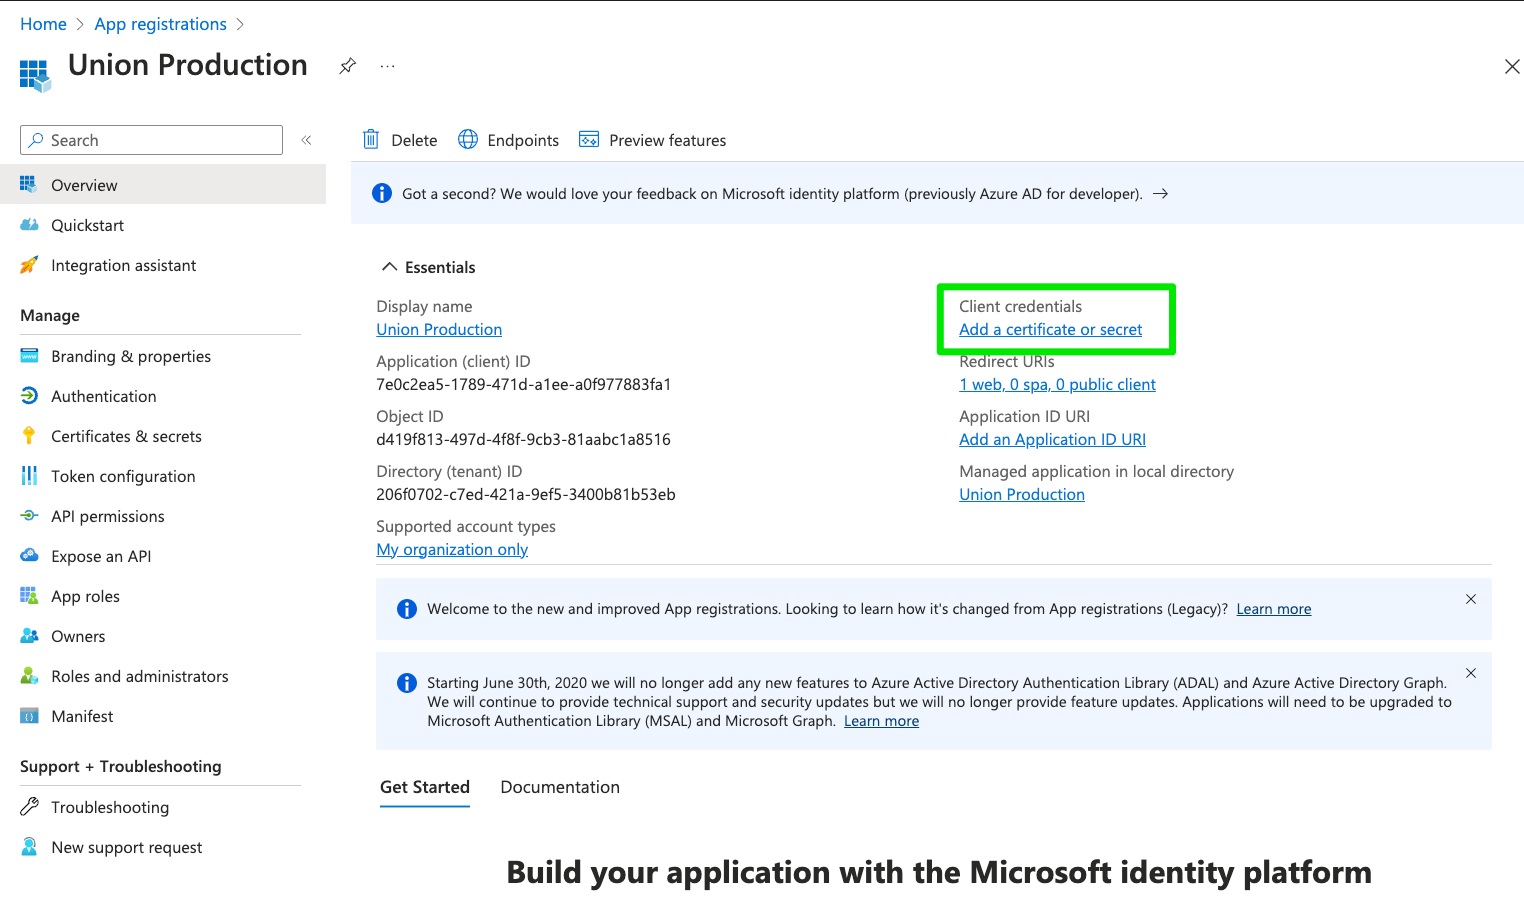 Home > App registrations >
Union Production
...
Search
«
Overview
Quickstart
Integration assistant
Manage
Branding & properties
Authentication
Certificates & secrets
Token configuration
API permissions
Expose an API
App roles
Owners
Roles and administrators
Manifest
Support + Troubleshooting
Troubleshooting
New support request
Delete
Endpoints
Preview features
Got a second? We would love your feedback on Microsoft identity platform (previously Azure AD for developer). →
Essentials
Display name
Union Production
Application (client) ID
7e0c2ea5-1789-471d-a1ee-a0f977883fa1
Object ID
d419f813-497d-4f8f-9cb3-81aabc1a8516
Directory (tenant) ID
206f0702-c7ed-421a-9ef5-3400b81b53eb
Supported account types
My organization only
Client credentials
Add a certificate or secret
Redirect URIs
1 web, 0 spa, 0 public client
Application ID URI
Add an Application ID URI
Managed application in local directory
Union Production
Welcome to the new and improved App registrations. Looking to learn how it's changed from App registrations (Legacy)? Learn more
Starting June 30th, 2020 we will no longer add any new features to Azure Active Directory Authentication Library (ADAL) and Azure Active Directory Graph.
We will continue to provide technical support and security updates but we will no longer provide feature updates. Applications will need to be upgraded to
Microsoft Authentication Library (MSAL) and Microsoft Graph. Learn more
Get Started
Documentation
Build your application with the Microsoft identity platform